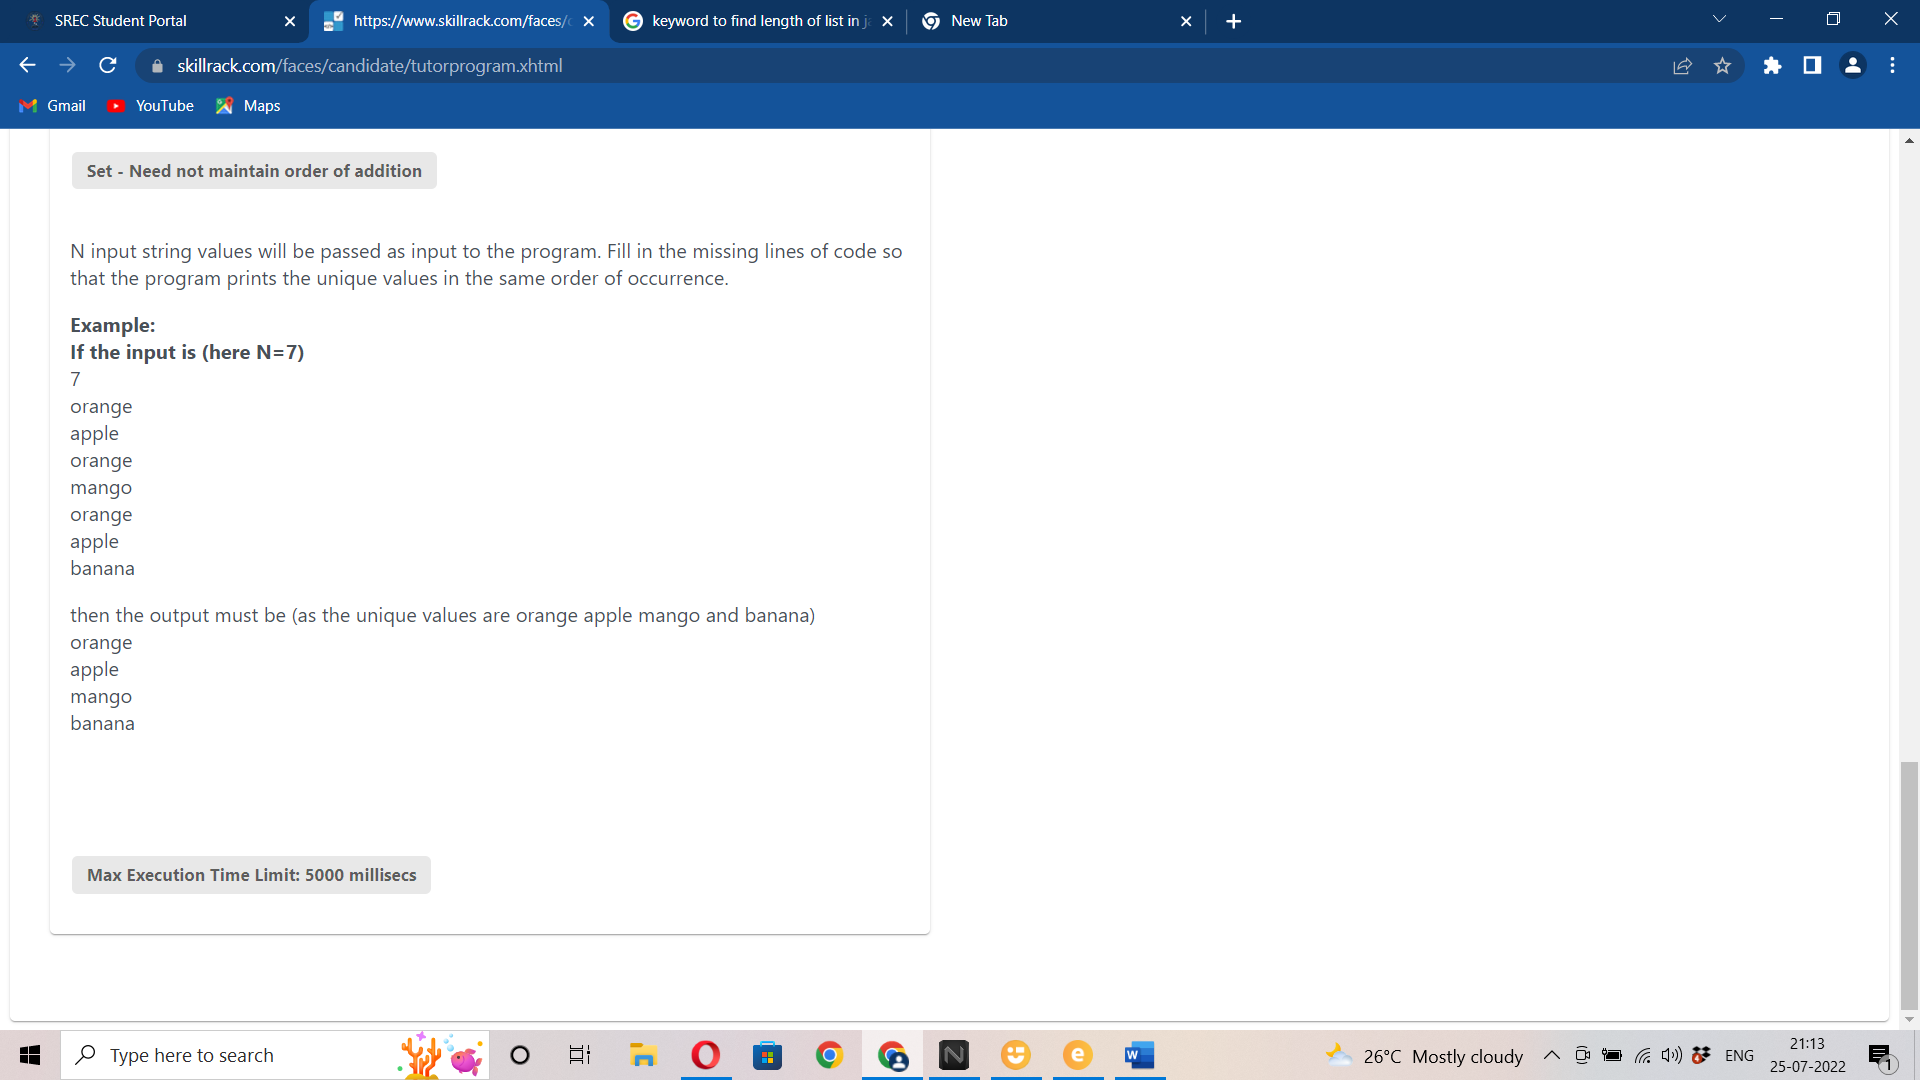 SREC Student Portal
https://www.skillrack.com/faces/
keyword to find length of list in
New Tab
skillrack.com/faces/candidate/tutorprogram.xhtml
Gmail
YouTube
Maps
Set - Need not maintain order of addition
N input string values will be passed as input to the program. Fill in the missing lines of code so
that the program prints the unique values in the same order of occurrence.
Example:
If the input is (here N=7)
7
orange
apple
orange
mango
orange
apple
banana
then the output must be (as the unique values are orange apple mango and banana)
orange
apple
mango
banana
Max Execution Time Limit: 5000 millisecs
Type here to search
26°C Mostly cloudy
ENG
21:13
25-07-2022
1